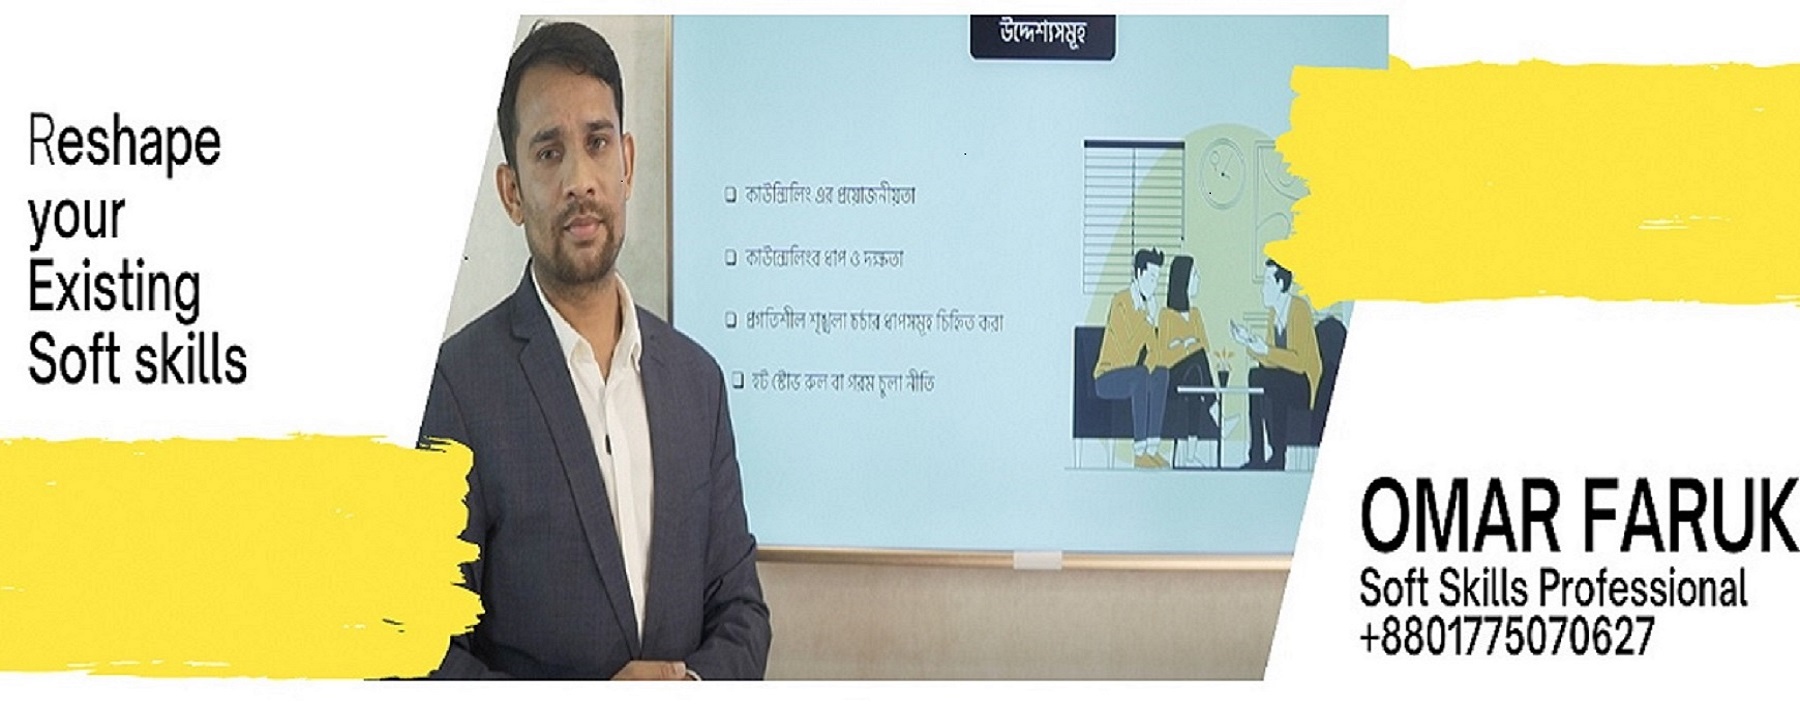 Reshape
your
Existing
Soft skills
উদ্দেশ্যসমূহ
❑ কাউন্সিলিং এর প্রয়োজনীয়তা
❑ কাউন্সেলিংর ধাপ ও দক্ষতা
❑ প্রগতিশীল শৃঙ্খলা চর্চার ধাপসমূহ চিহ্নিত করা
❑ হট স্টোভ রুল বা গরম চুলা নীতি
OMAR FARUK
Soft Skills Professional
+8801775070627